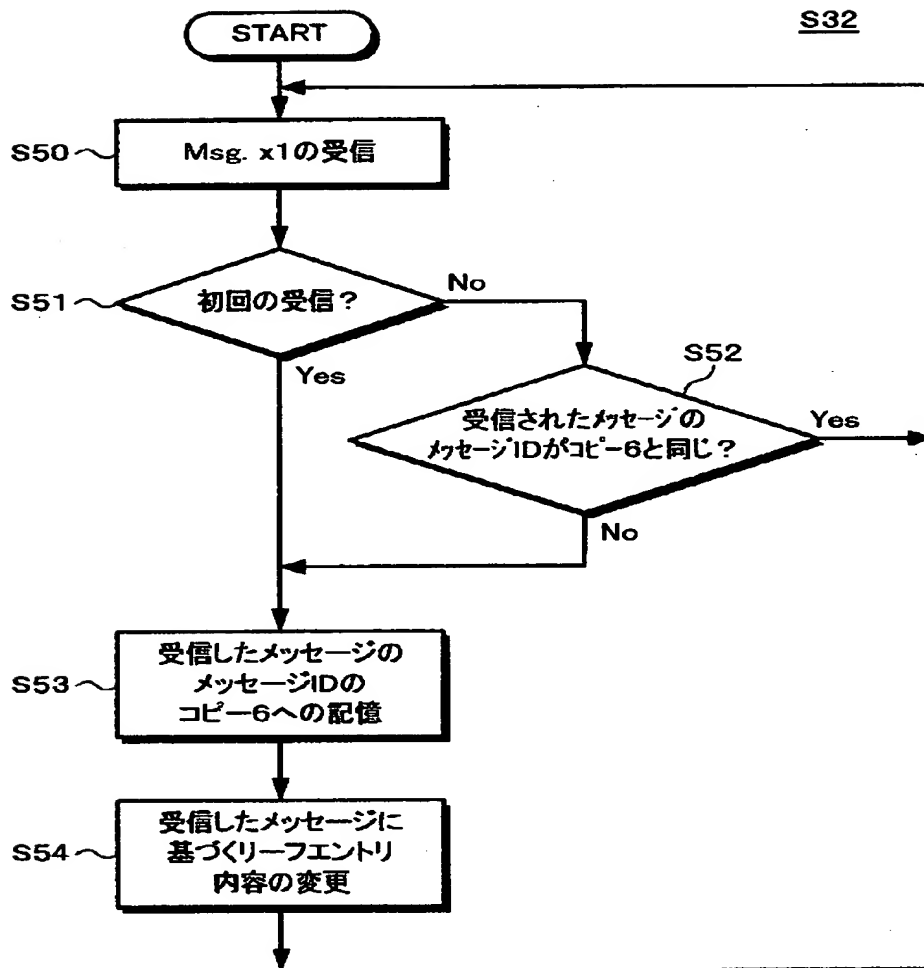 START
S32
S50
Msg. x1の受信
S51
初回の受信?
No
Yes
S52
受信されたメッセージの
メッセージIDがコピー6と同じ?
Yes
No
S53
受信したメッセージの
メッセージIDの
コピー6への記憶
S54
受信したメッセージに
基づくリーフエントリ
内容の変更